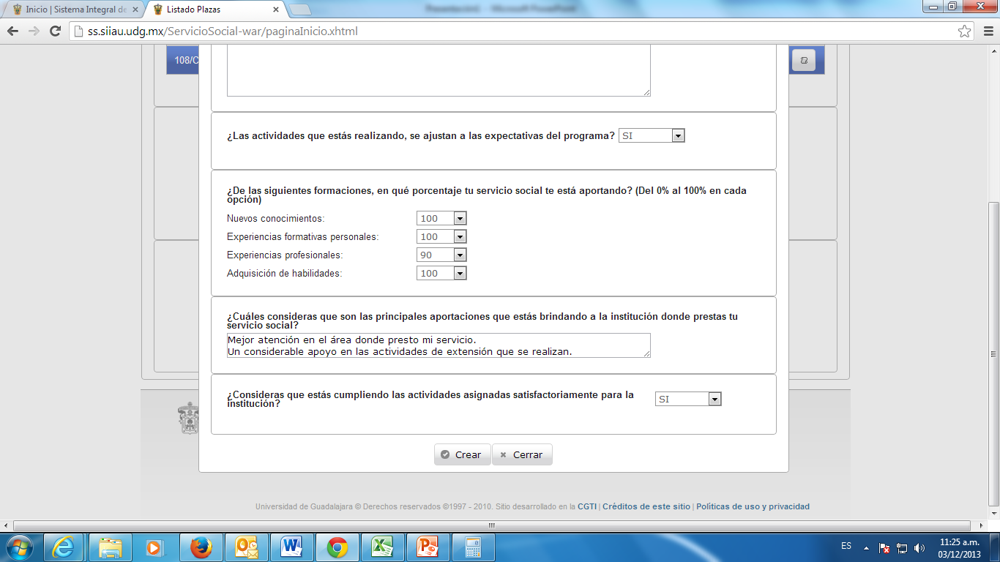 Inicio | Sistema Integral de
Listado Plazas
ss.siiau.udg.mx/ServicioSocial-war/paginaInicio.xhtml
108/C
¿Las actividades que estás realizando, se ajustan a las expectativas del programa? SI
¿De las siguientes formaciones, en qué porcentaje tu servicio social te está aportando? (Del 0% al 100% en cada
opción)
Nuevos conocimientos: 100
Experiencias formativas personales: 100
Experiencias profesionales: 90
Adquisición de habilidades: 100
¿Cuáles consideras que son las principales aportaciones que estás brindando a la institución donde prestas tu
servicio social?
Mejor atención en el área donde presto mi servicio.
Un considerable apoyo en las actividades de extensión que se realizan.
¿Consideras que estás cumpliendo las actividades asignadas satisfactoriamente para la
institución? SI
Crear Cerrar
Universidad de Guadalajara © Derechos reservados ©1997 - 2010. Sitio desarrollado en la CGTI | Créditos de este sitio | Políticas de uso y privacidad
ES
11:25 a.m.
03/12/2013